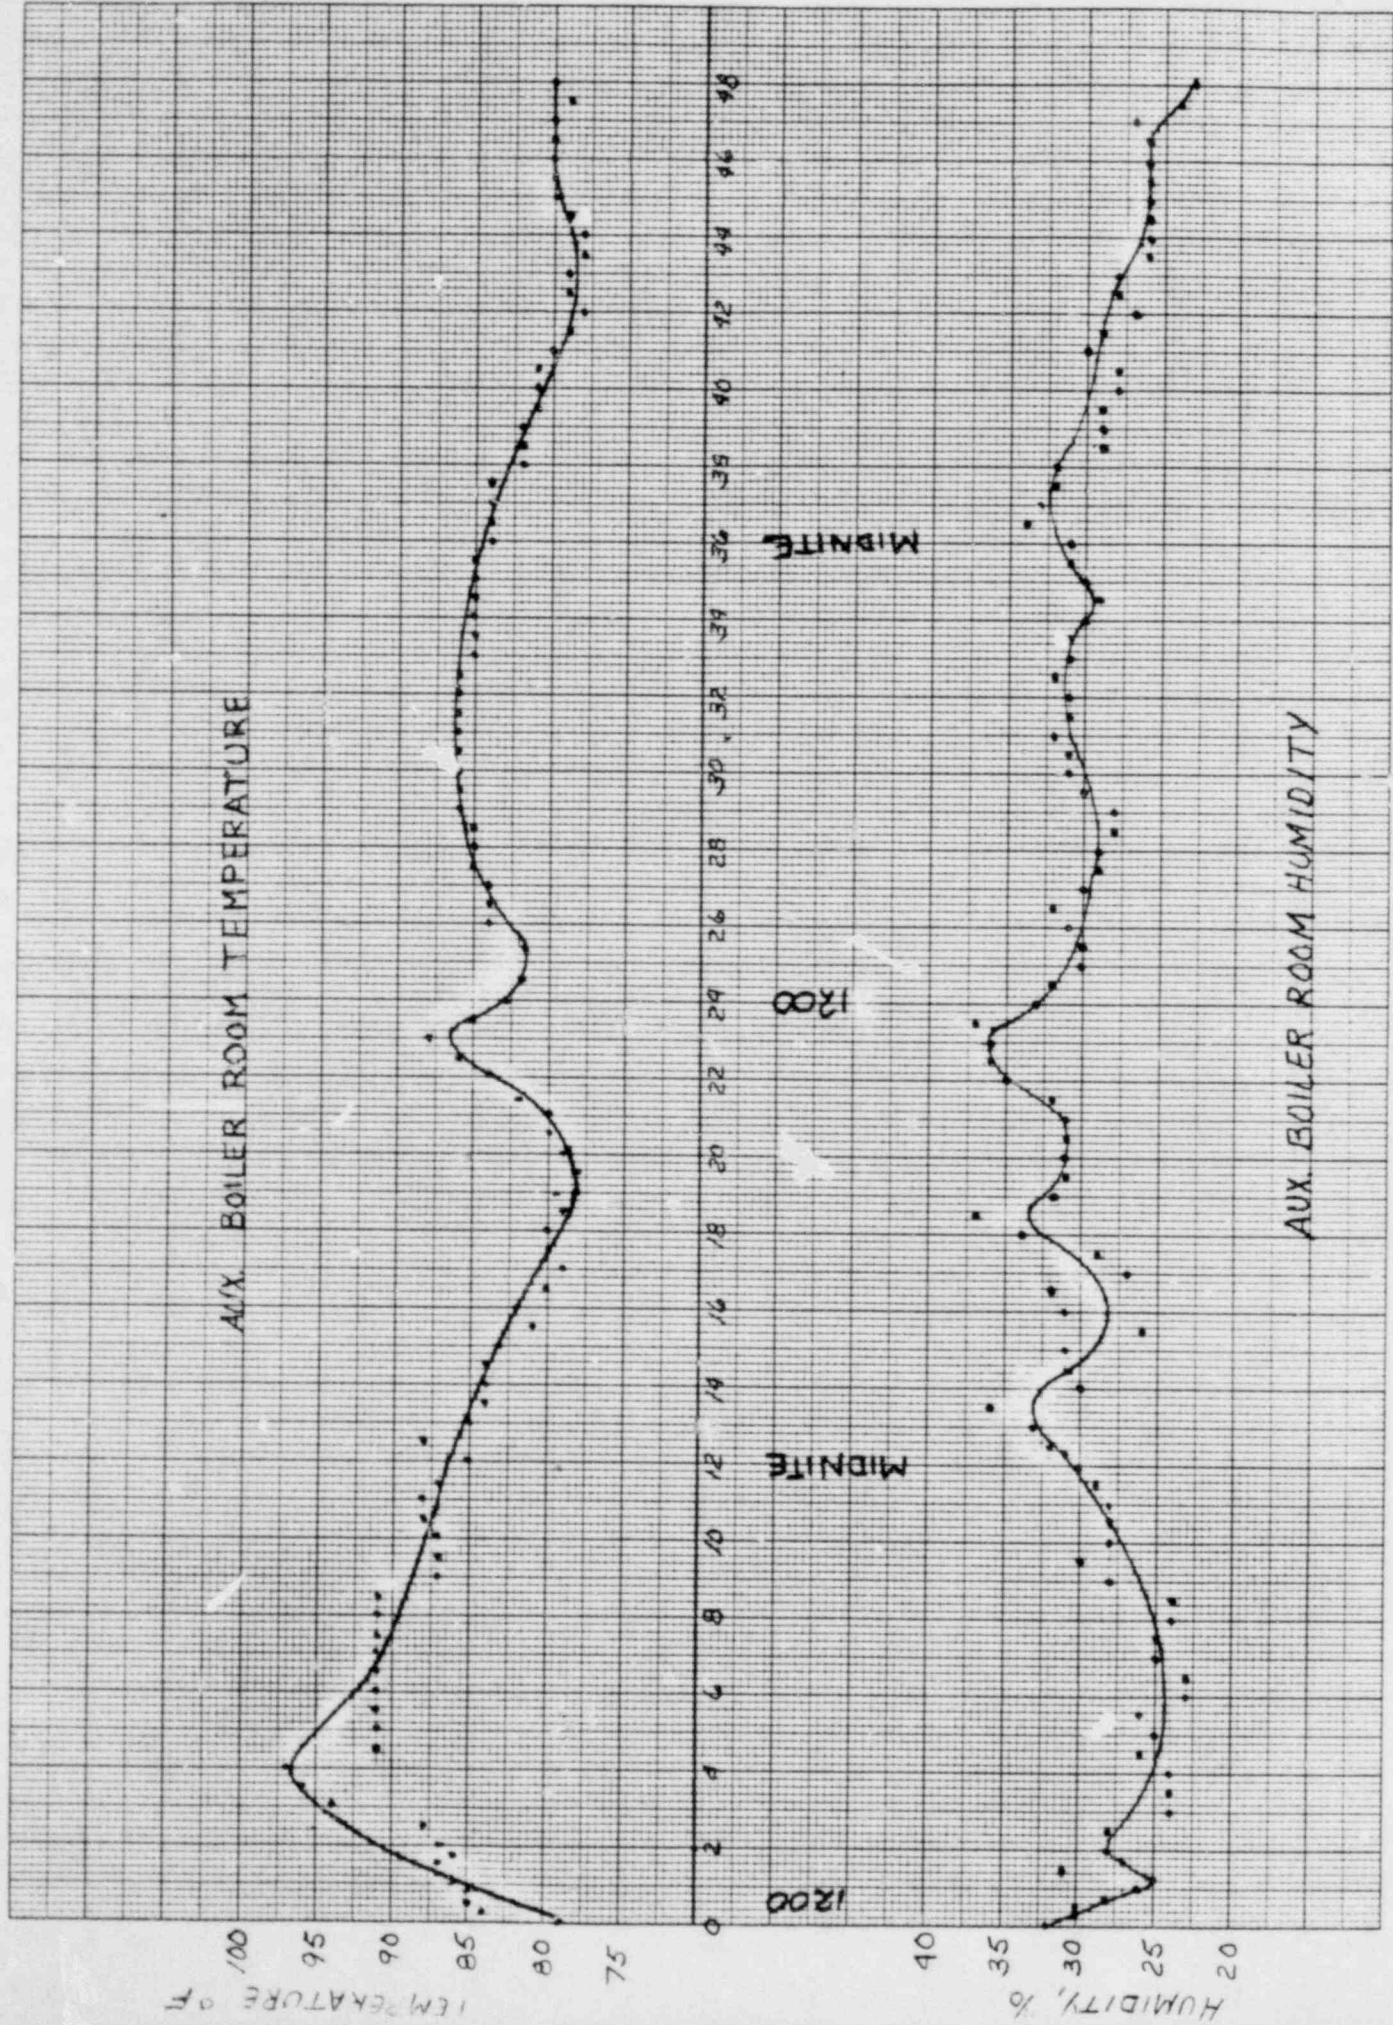 AUX. BOILER ROOM TEMPERATURE
TEMPERATURE °F
100
95
90
85
80
75
0 2 4 6 8 10 12 14 16 18 20 22 24 26 28 30 32 34 36 38 40 42 44 46 48
1200 MIDNITE 1200 MIDNITE
HUMIDITY, %
40
35
30
25
20
AUX. BOILER ROOM HUMIDITY